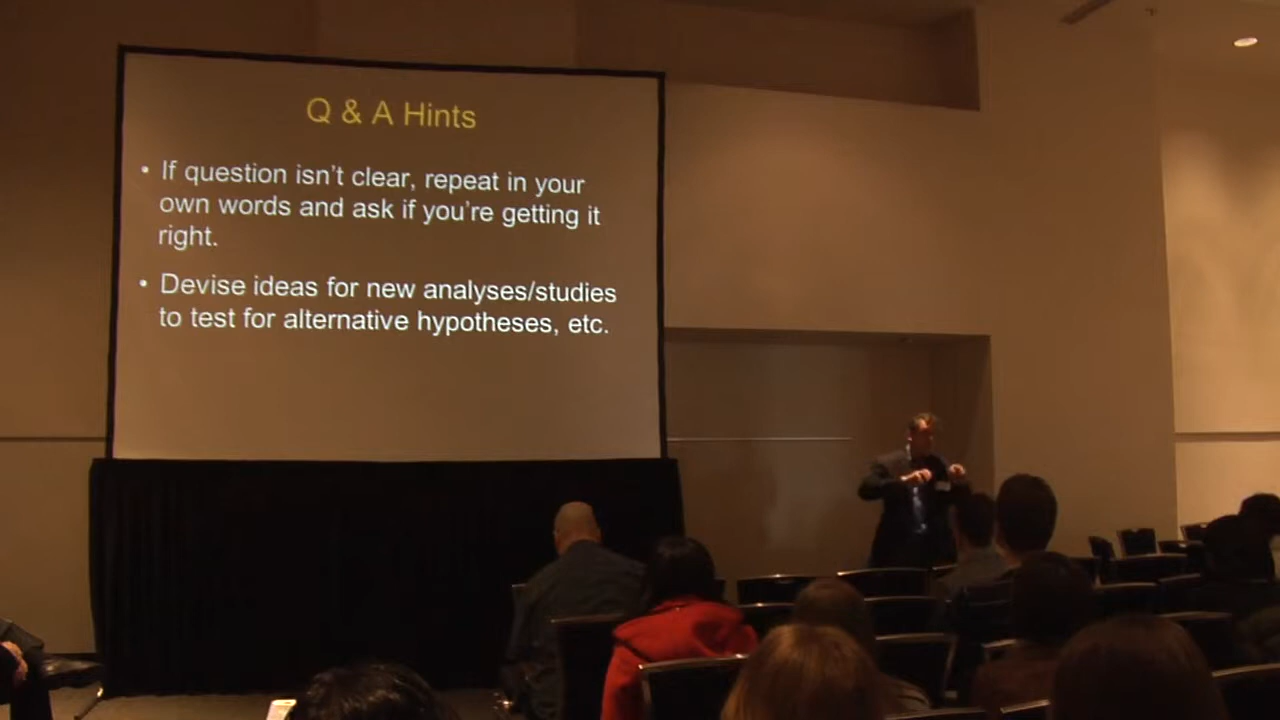 Q & A Hints
• If question isn't clear, repeat in your
own words and ask if you're getting it
right.
• Devise ideas for new analyses/studies
to test for alternative hypotheses, etc.